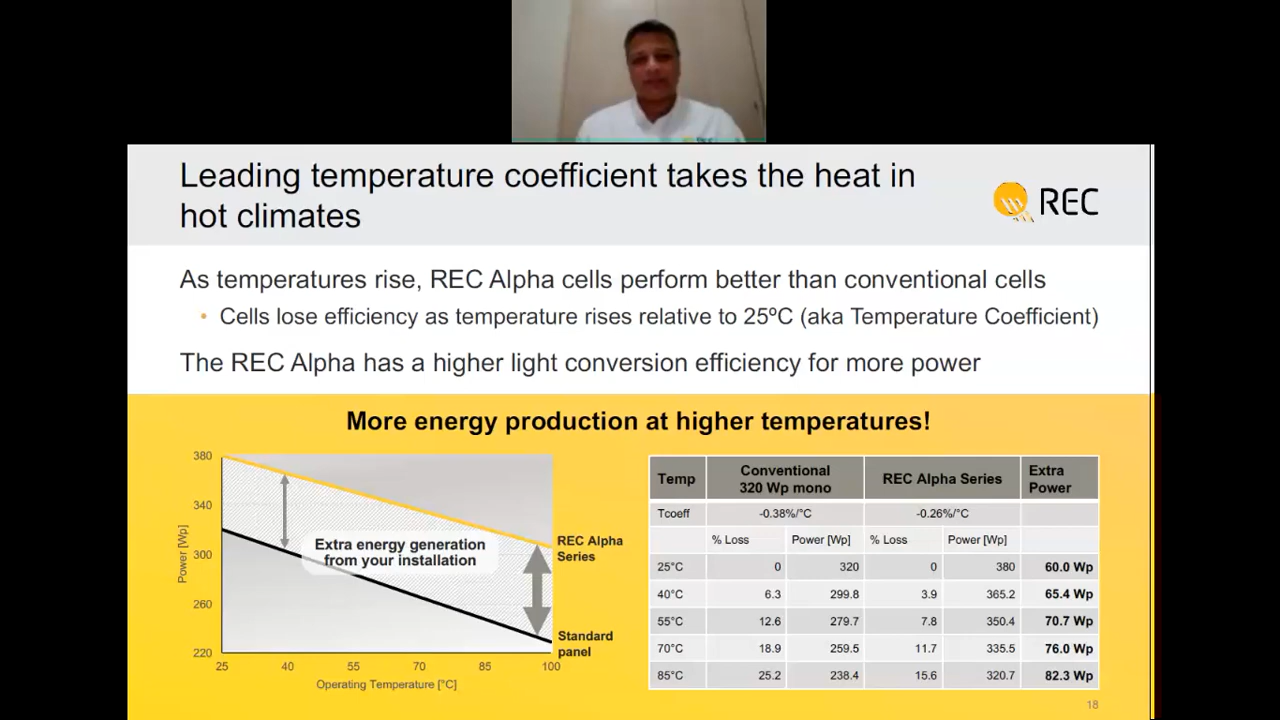 Leading temperature coefficient takes the heat in
hot climates
REC
As temperatures rise, REC Alpha cells perform better than conventional cells
• Cells lose efficiency as temperature rises relative to 25ºC (aka Temperature Coefficient)
The REC Alpha has a higher light conversion efficiency for more power
More energy production at higher temperatures!
380
340
300
260
220
Power [Wp]
25 40 55 70 85 100
Operating Temperature [°C]
Extra energy generation
from your installation
REC Alpha
Series
Standard
panel
Temp Conventional 320 Wp mono REC Alpha Series Extra Power
Tcoeff -0.38%/°C -0.26%/°C
% Loss Power [Wp] % Loss Power [Wp]
25°C 0 320 0 380 60.0 Wp
40°C 6.3 299.8 3.9 365.2 65.4 Wp
55°C 12.6 279.7 7.8 350.4 70.7 Wp
70°C 18.9 259.5 11.7 335.5 76.0 Wp
85°C 25.2 238.4 15.6 320.7 82.3 Wp
18